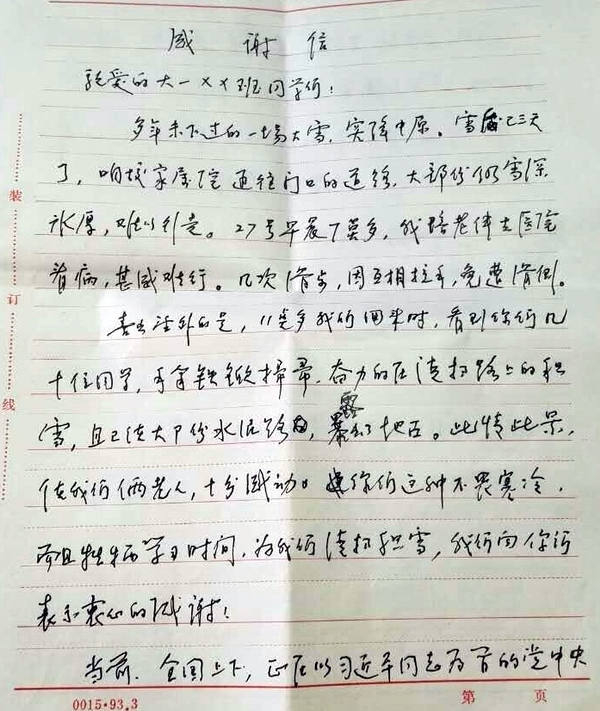 感谢信
亲爱的大一××班同学们!
多年未下过的一场大雪,实降中原。雪后已三天
了,咱城家属院通往门口的道路,大部份仍雪深
冰厚,难以行走。27号早晨7点多,我陪老伴去医院
看病,甚感难行。几次滑步,因互相拉手,免遭滑倒。
喜出望外的是,11点多我们回来时,看到你们几
十位同学,手拿铁锨扫帚,奋力的在清扫路上的积
雪,且已使大部份水泥路面,露出地面。此情此景,
使我们俩老人,十分感动。你们这种不畏寒冷,
而且牺牲学习时间,为我们清扫积雪,我们向你们
表示衷心的感谢!
当前,全国上下,正在以习近平同志为首的党中央
装
订
线
0015·93.3
第 页